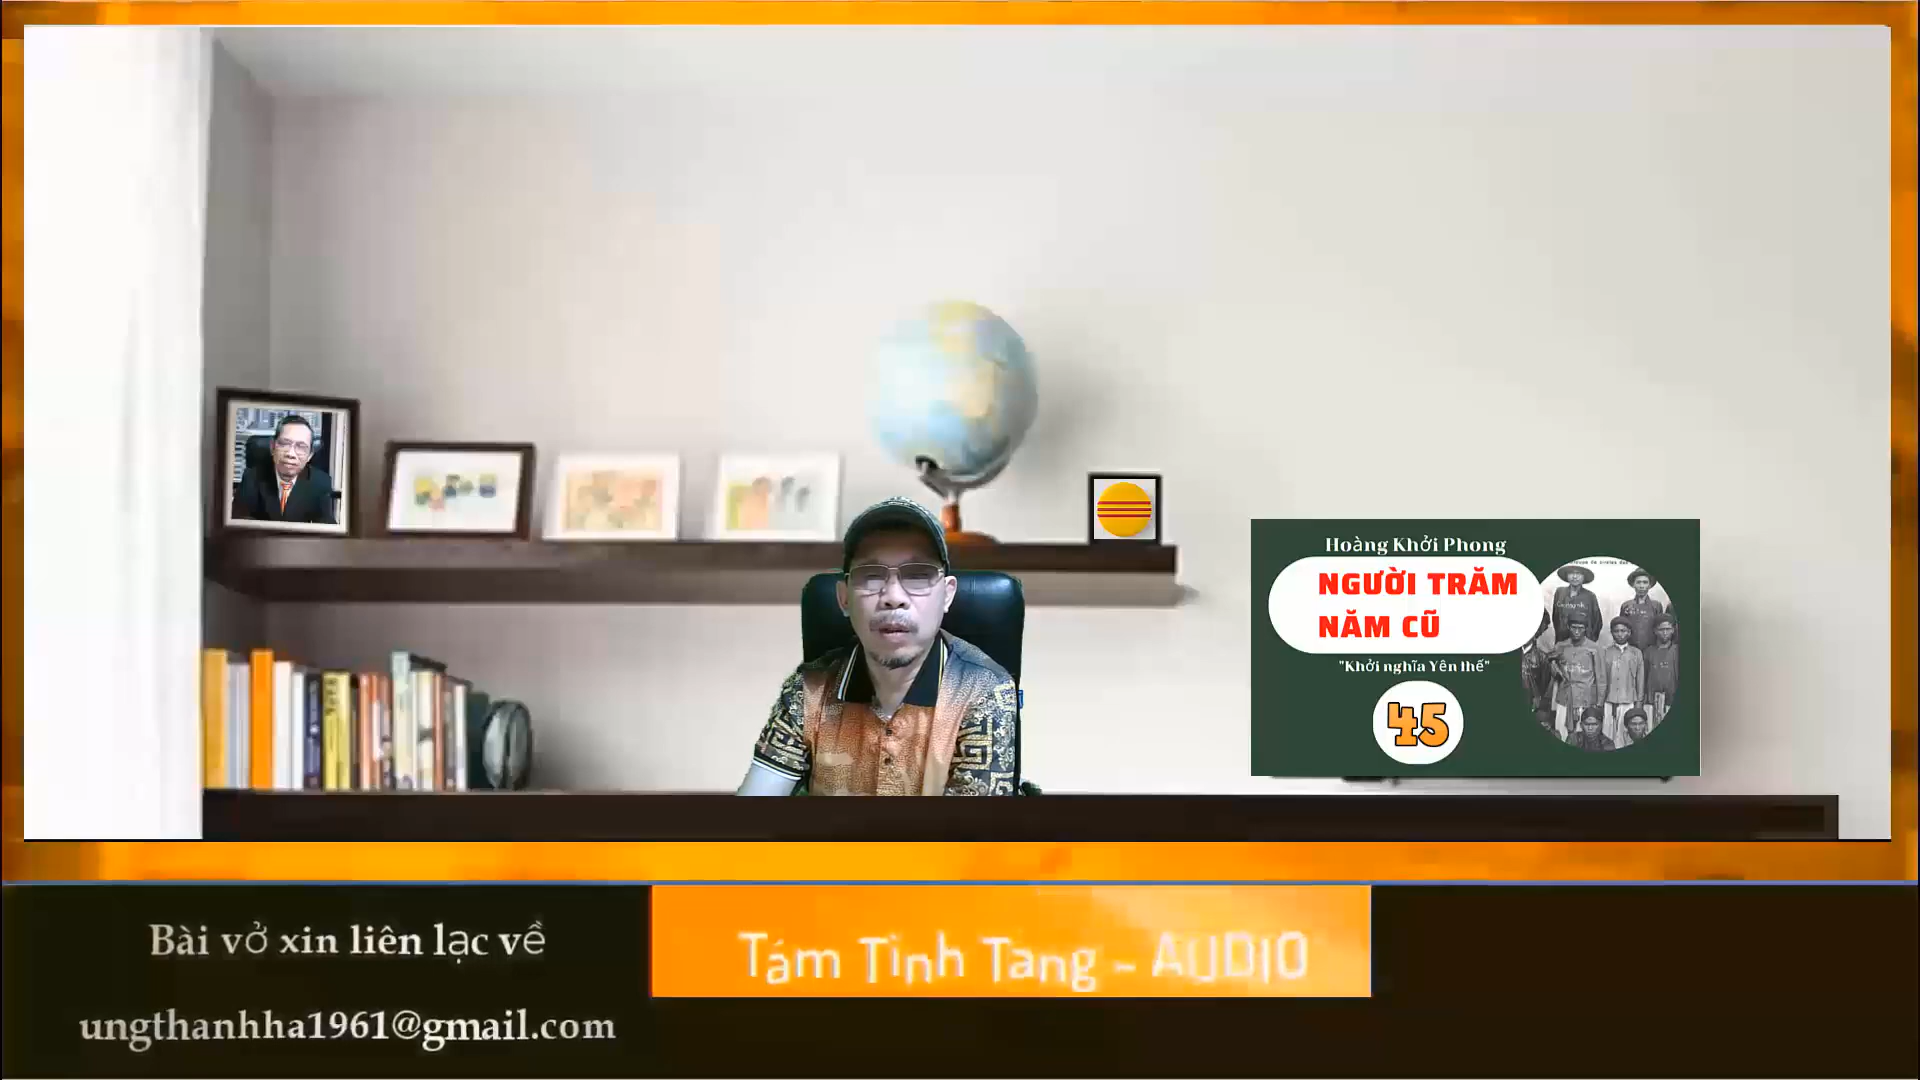 Hoàng Khởi Phong
NGƯỜI TRĂM
NĂM CŨ
"Khởi nghĩa Yên thế"
45
Bài vở xin liên lạc về
ungthanhha1961@gmail.com
Tám Tình Tang - AUDIO